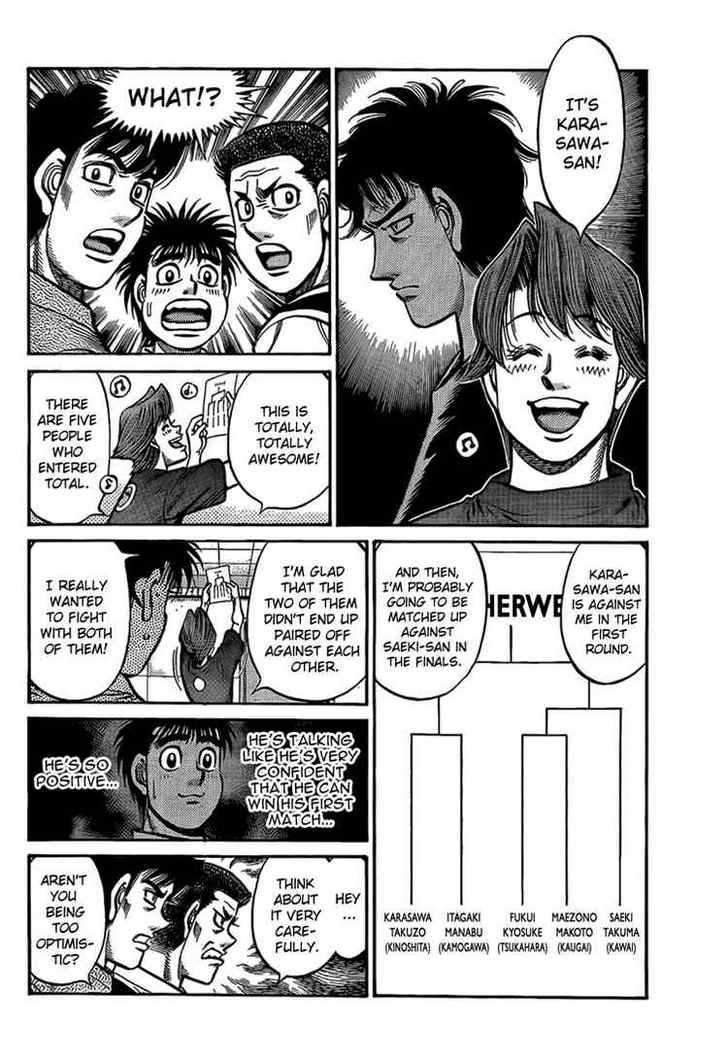 IT'S
KARA-
SAWA-
SAN!
WHAT!?
THIS IS
TOTALLY,
TOTALLY
AWESOME!
THERE
ARE FIVE
PEOPLE
WHO
ENTERED
TOTAL.
KARA-
SAWA-SAN
IS AGAINST
ME IN THE
FIRST
ROUND.
AND THEN,
I'M PROBABLY
GOING TO BE
MATCHED UP
AGAINST
SAEKI-SAN
IN THE FINALS.
HERWE
KARASAWA
TAKUZO
(KINOSHITA)
ITAGAKI
MANABU
(KAMOGAWA)
FUKUI
KYOSUKE
(TSUKAHARA)
MAEZONO
MAKOTO
(KAUGAI)
SAEKI
TAKUMA
(KAWAI)
I'M GLAD
THAT THE
TWO OF THEM
DIDN'T END UP
PAIRED OFF
AGAINST EACH
OTHER.
I REALLY
WANTED
TO FIGHT
WITH BOTH
OF THEM!
HE'S TALKING
LIKE HE'S VERY
CONFIDENT
THAT HE CAN
WIN HIS FIRST
MATCH...
HE'S SO
POSITIVE...
HEY
...
THINK
ABOUT
IT VERY
CARE-
FULLY.
AREN'T
YOU
BEING
TOO
OPTIMIS-
TIC?